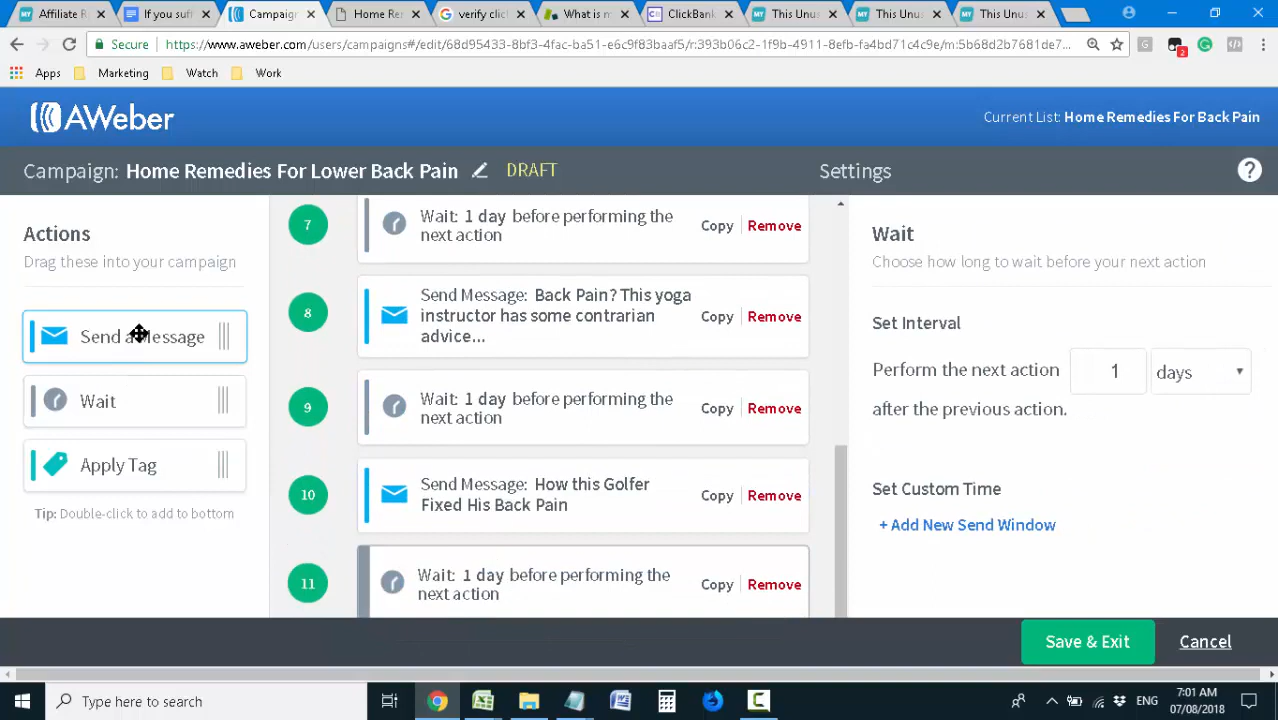 Affiliate R
If you suff
Campaign
Home Rem
verify click
What is m
ClickBank
This Unus
This Unus
This Unus
Secure
https://www.aweber.com/users/campaigns#/edit/68d95433-8bf3-4fac-ba51-e6c9f83baaf5/r:393b06c2-1f9b-4911-8efb-fa4bd71c4c9e/m:5b68d2b7681de7...
2
Apps
Marketing
Watch
Work
AWeber
Current List: Home Remedies For Back Pain
Campaign: Home Remedies For Lower Back Pain
DRAFT
Settings
?
Actions
Drag these into your campaign
Send a Message
Wait
Apply Tag
Tip: Double-click to add to bottom
7
Wait: 1 day before performing the
next action
Copy
Remove
8
Send Message: Back Pain? This yoga
instructor has some contrarian
advice...
Copy
Remove
9
Wait: 1 day before performing the
next action
Copy
Remove
10
Send Message: How this Golfer
Fixed His Back Pain
Copy
Remove
11
Wait: 1 day before performing the
next action
Copy
Remove
Wait
Choose how long to wait before your next action
Set Interval
Perform the next action
1
days
after the previous action.
Set Custom Time
+ Add New Send Window
Save & Exit
Cancel
Type here to search
ENG
7:01 AM
07/08/2018